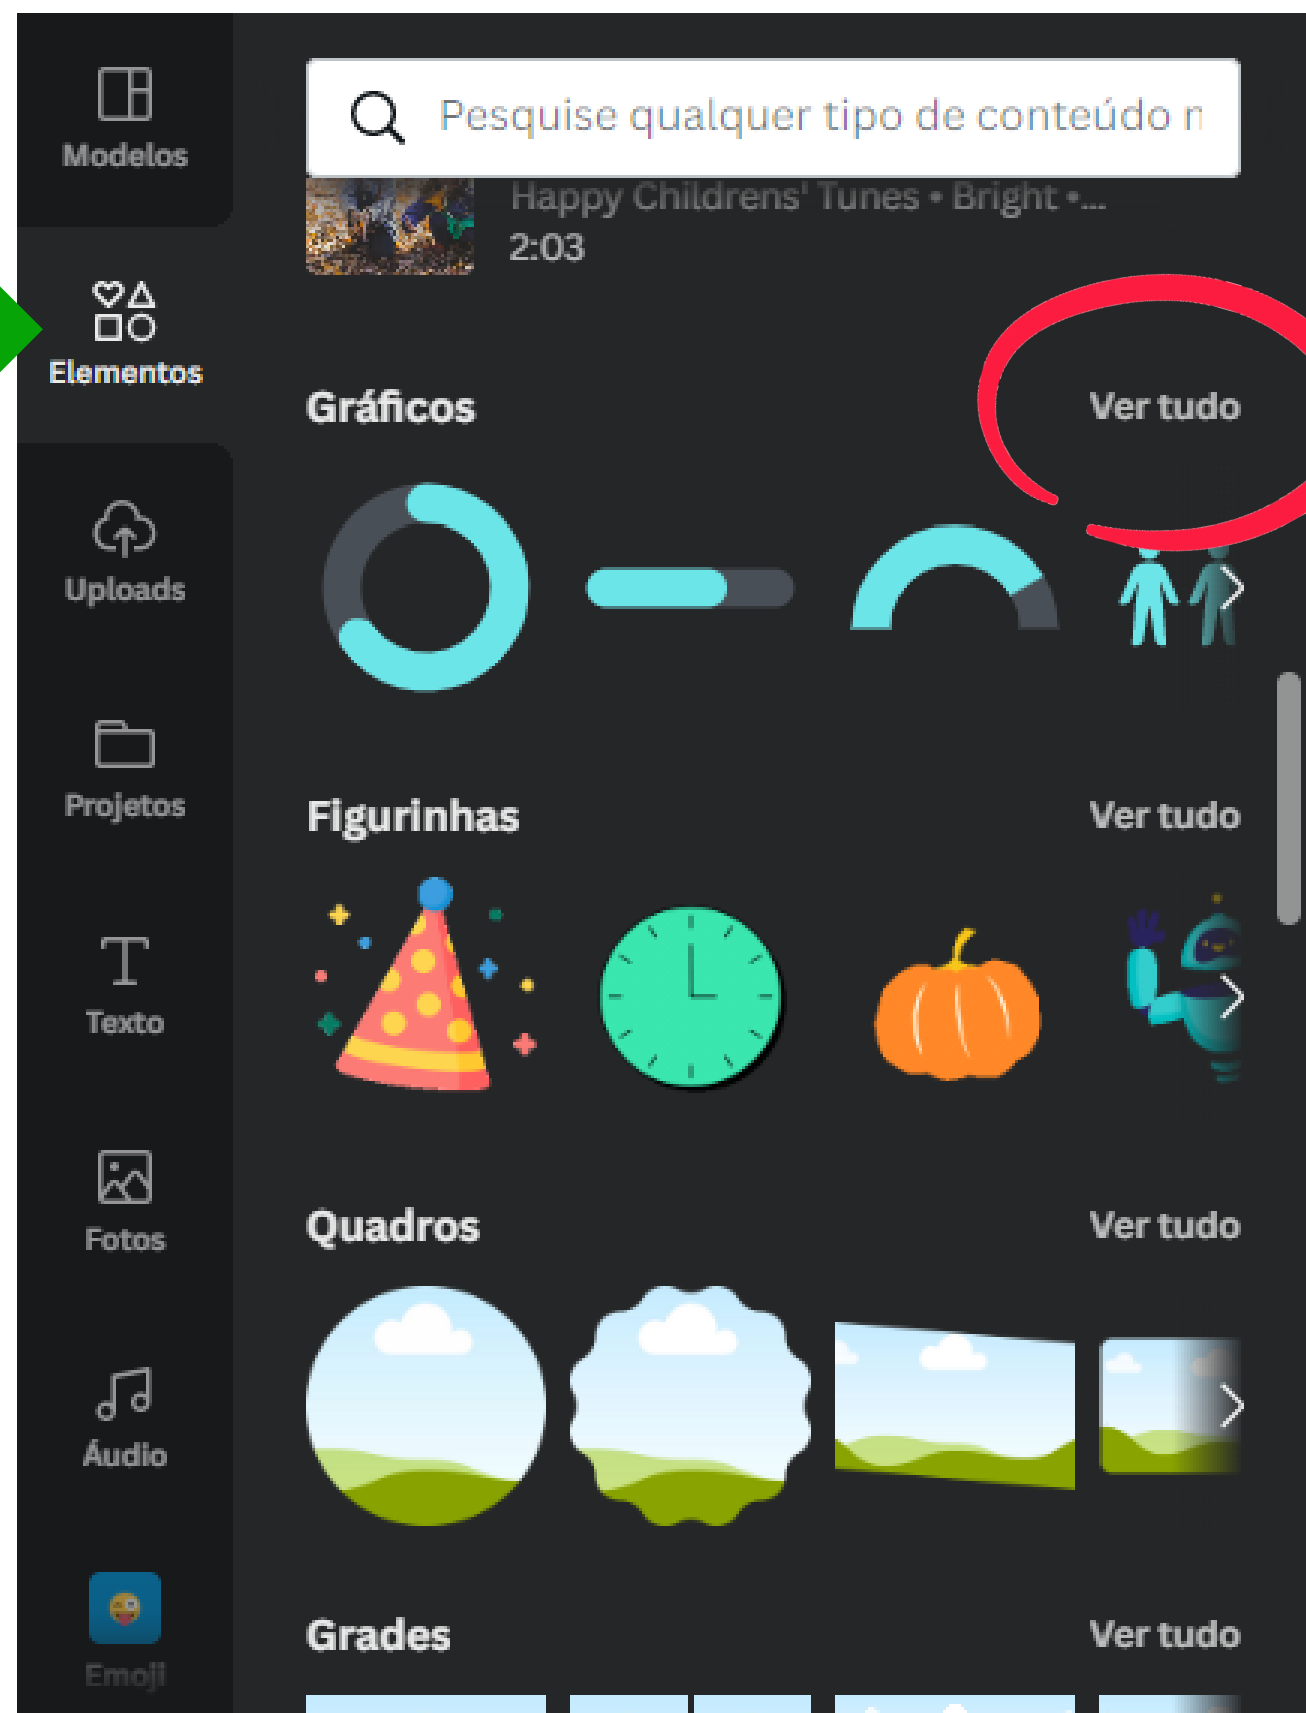 Modelos
Elementos
Uploads
Projetos
Texto
Fotos
Áudio
Emoji
Pesquise qualquer tipo de conteúdo
Happy Childrens' Tunes • Bright •...
2:03
Gráficos
Ver tudo
Figurinhas
Ver tudo
Quadros
Ver tudo
Grades
Ver tudo